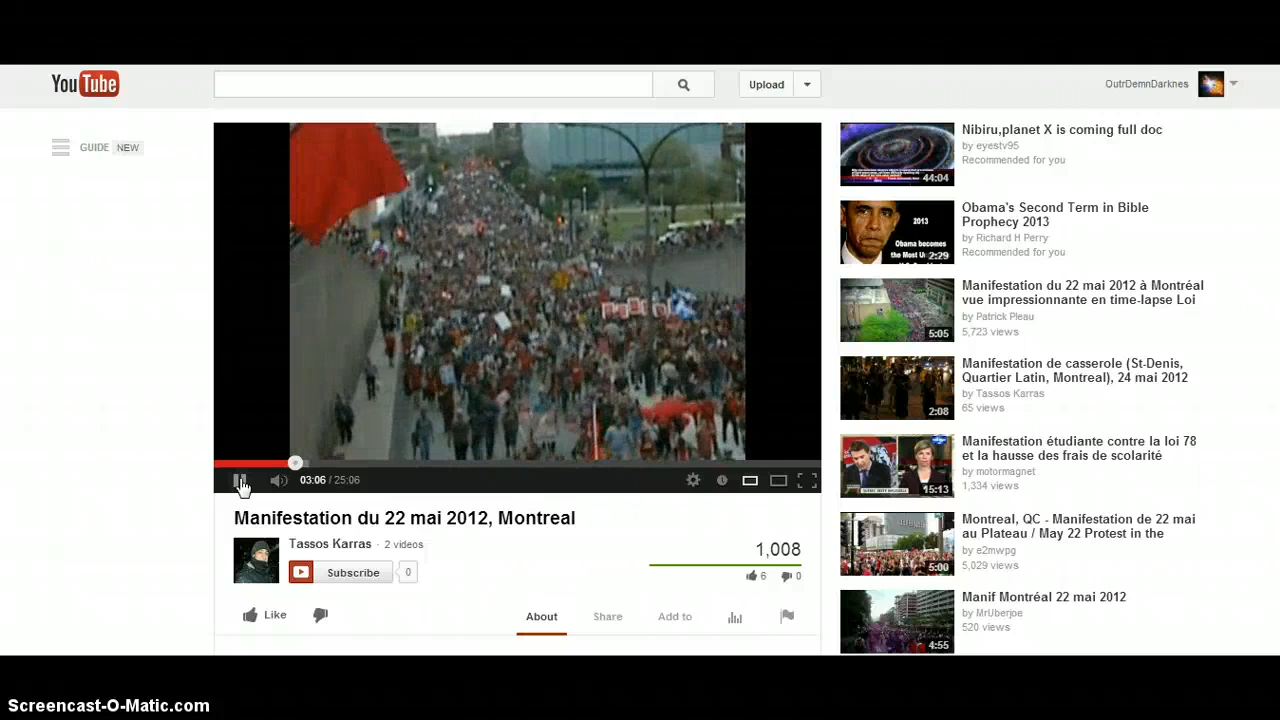 YouTube
Upload
OutrDemnDarknes
GUIDE NEW
03:06 / 25:06
Manifestation du 22 mai 2012, Montreal
Tassos Karras · 2 videos
Subscribe 0
1,008
6 0
Like
About Share Add to
44:04
Nibiru,planet X is coming full doc
by eyestv95
Recommended for you
2013
Obama becomes
the Most
2:29
Obama's Second Term in Bible
Prophecy 2013
by Richard H Perry
Recommended for you
5:05
Manifestation du 22 mai 2012 à Montréal
vue impressionnante en time-lapse Loi
by Patrick Pleau
5,723 views
2:08
Manifestation de casserole (St-Denis,
Quartier Latin, Montreal), 24 mai 2012
by Tassos Karras
65 views
15:13
Manifestation étudiante contre la loi 78
et la hausse des frais de scolarité
by motormagnet
1,334 views
5:00
Montreal, QC - Manifestation de 22 mai
au Plateau / May 22 Protest in the
by e2mwpg
5,029 views
4:55
Manif Montréal 22 mai 2012
by MrUberjoe
520 views
Screencast-O-Matic.com